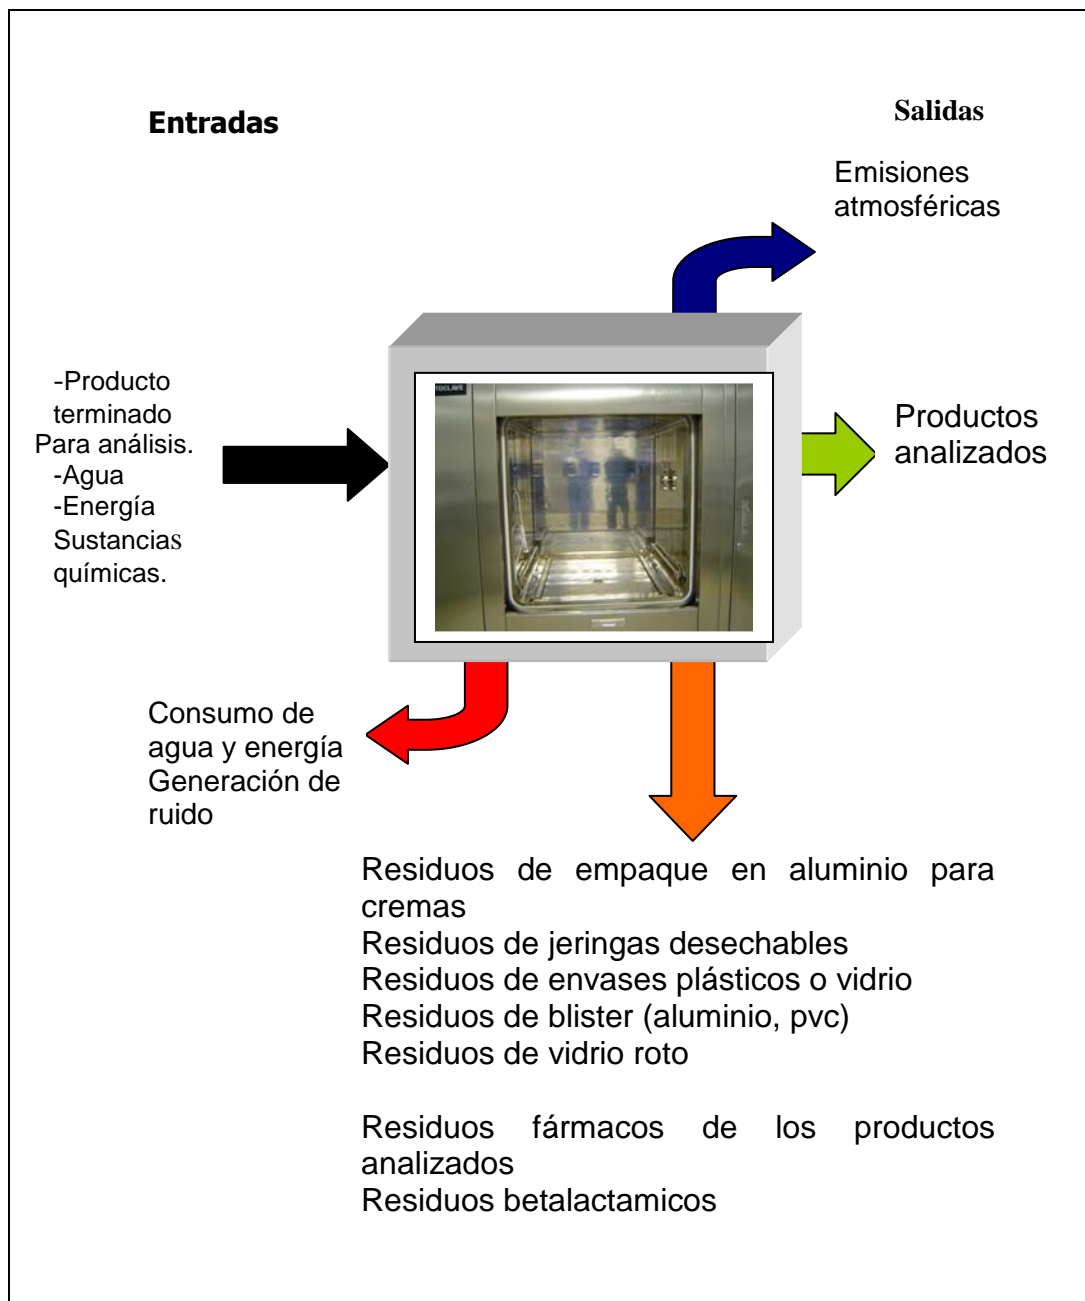 Entradas
Salidas
Emisiones
atmosféricas
-Producto
terminado
Para análisis.
-Agua
-Energía
Sustancias
químicas.
Productos
analizados
Consumo de
agua y energía
Generación de
ruido
Residuos de empaque en aluminio para
cremas
Residuos de jeringas desechables
Residuos de envases plásticos o vidrio
Residuos de blister (aluminio, pvc)
Residuos de vidrio roto
Residuos fármacos de los productos
analizados
Residuos betalactamicos